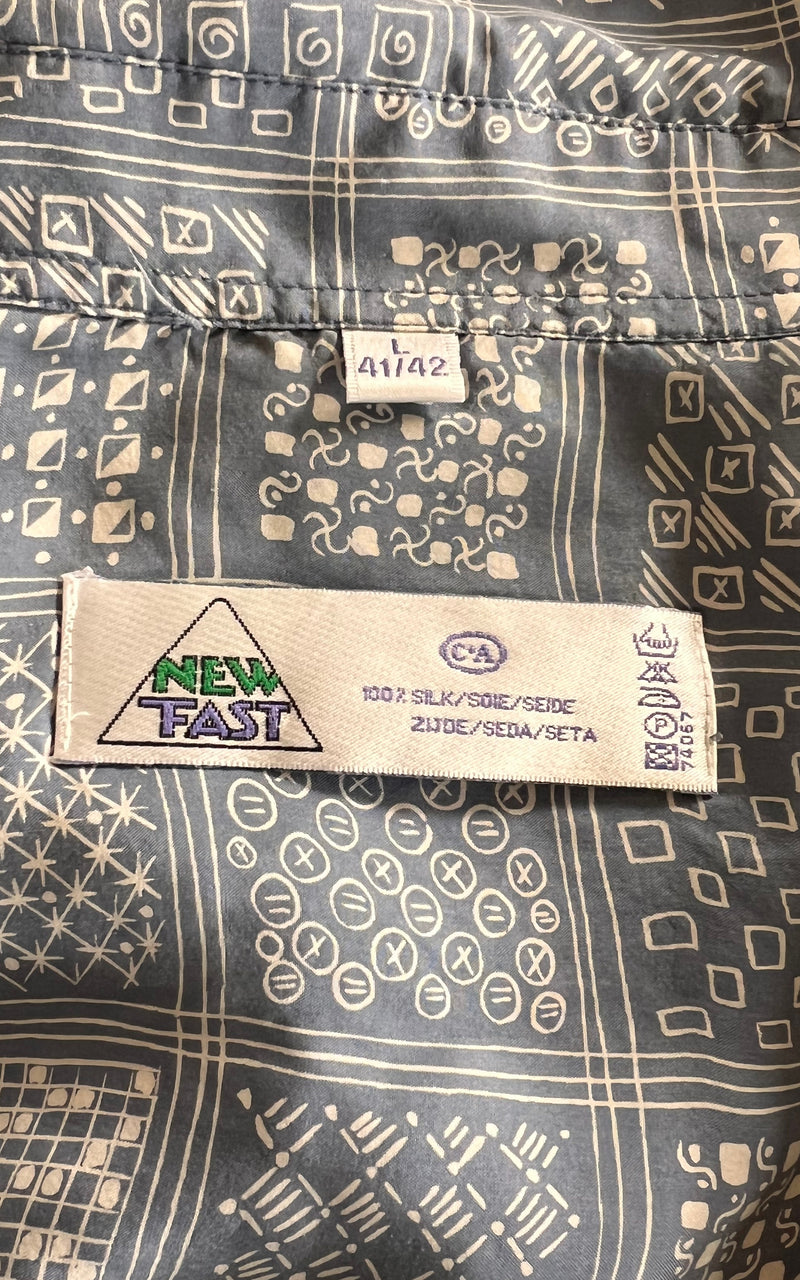 L
41/42
NEW
FAST
C&A
100% SILK/SOIE/SEIDE
ZIJDE/SEDA/SETA
P
74067